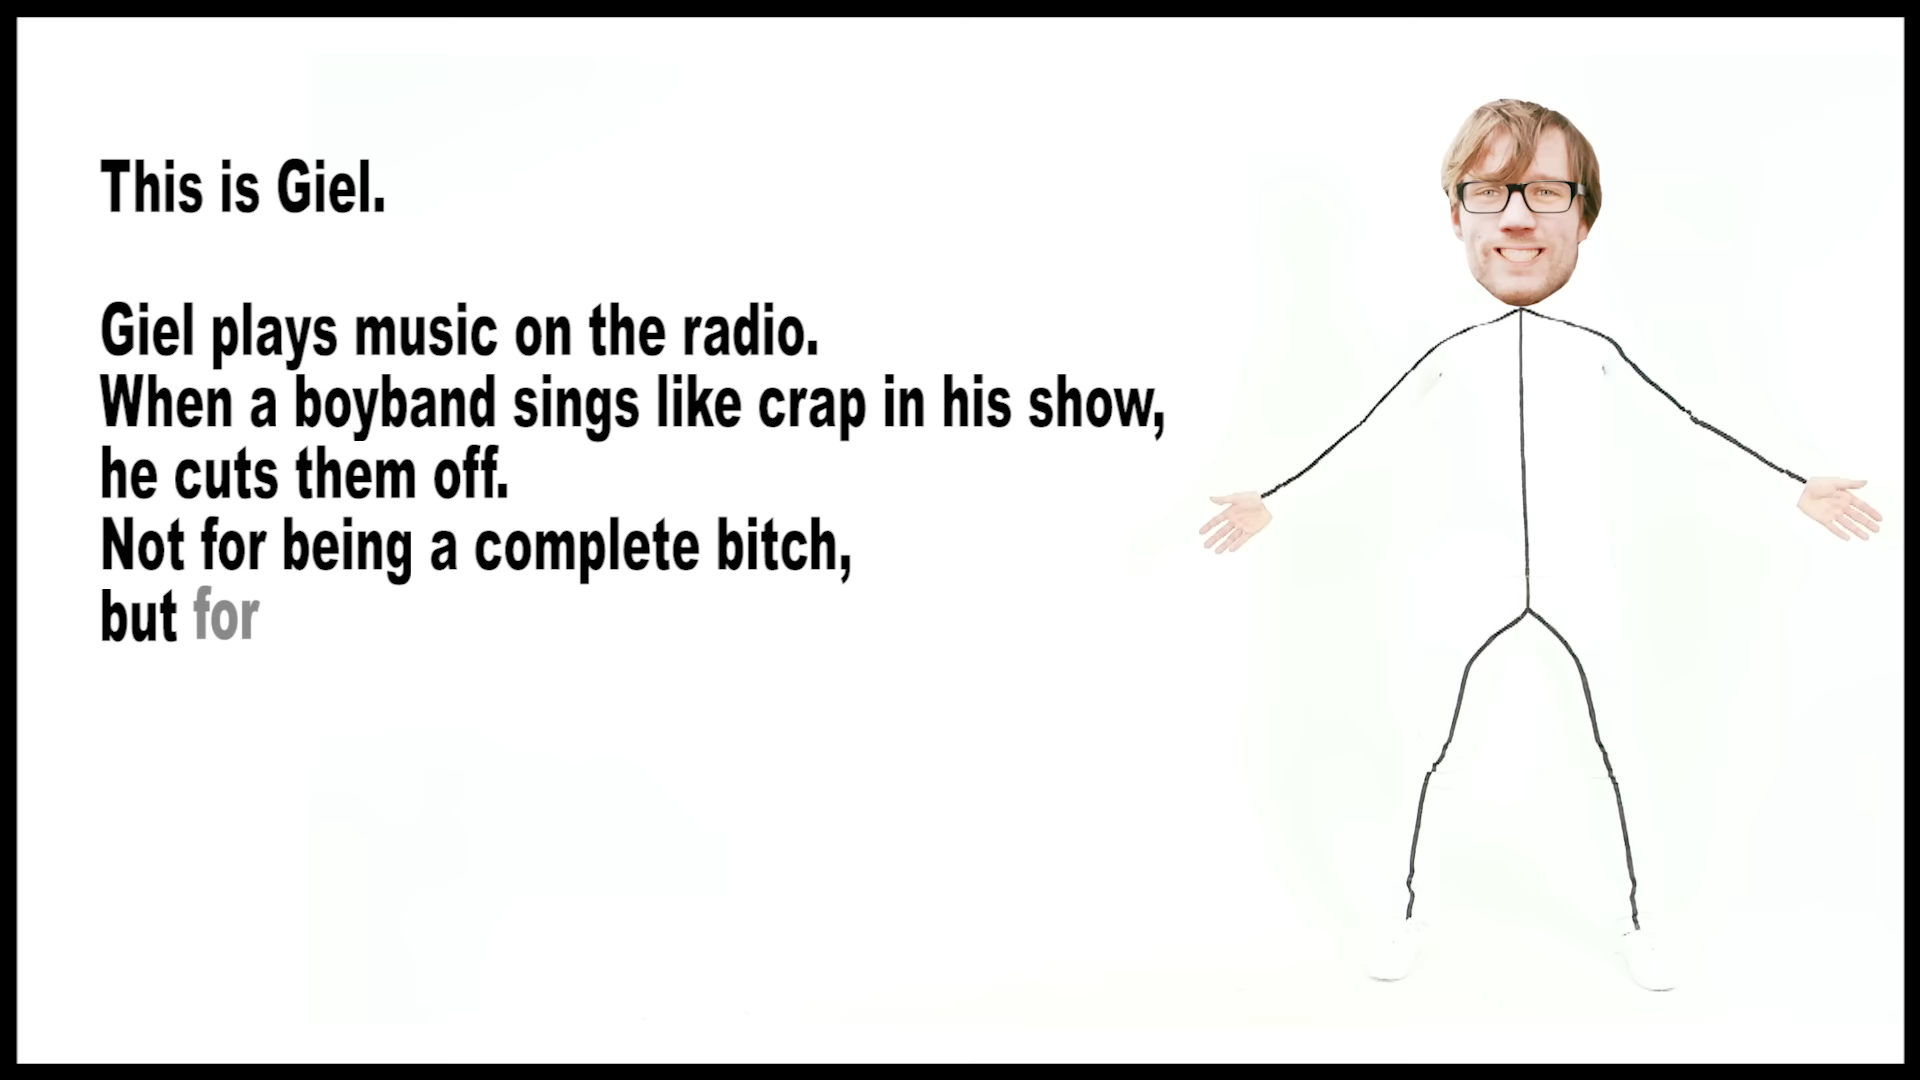 This is Giel.
Giel plays music on the radio.
When a boyband sings like crap in his show,
he cuts them off.
Not for being a complete bitch,
but for